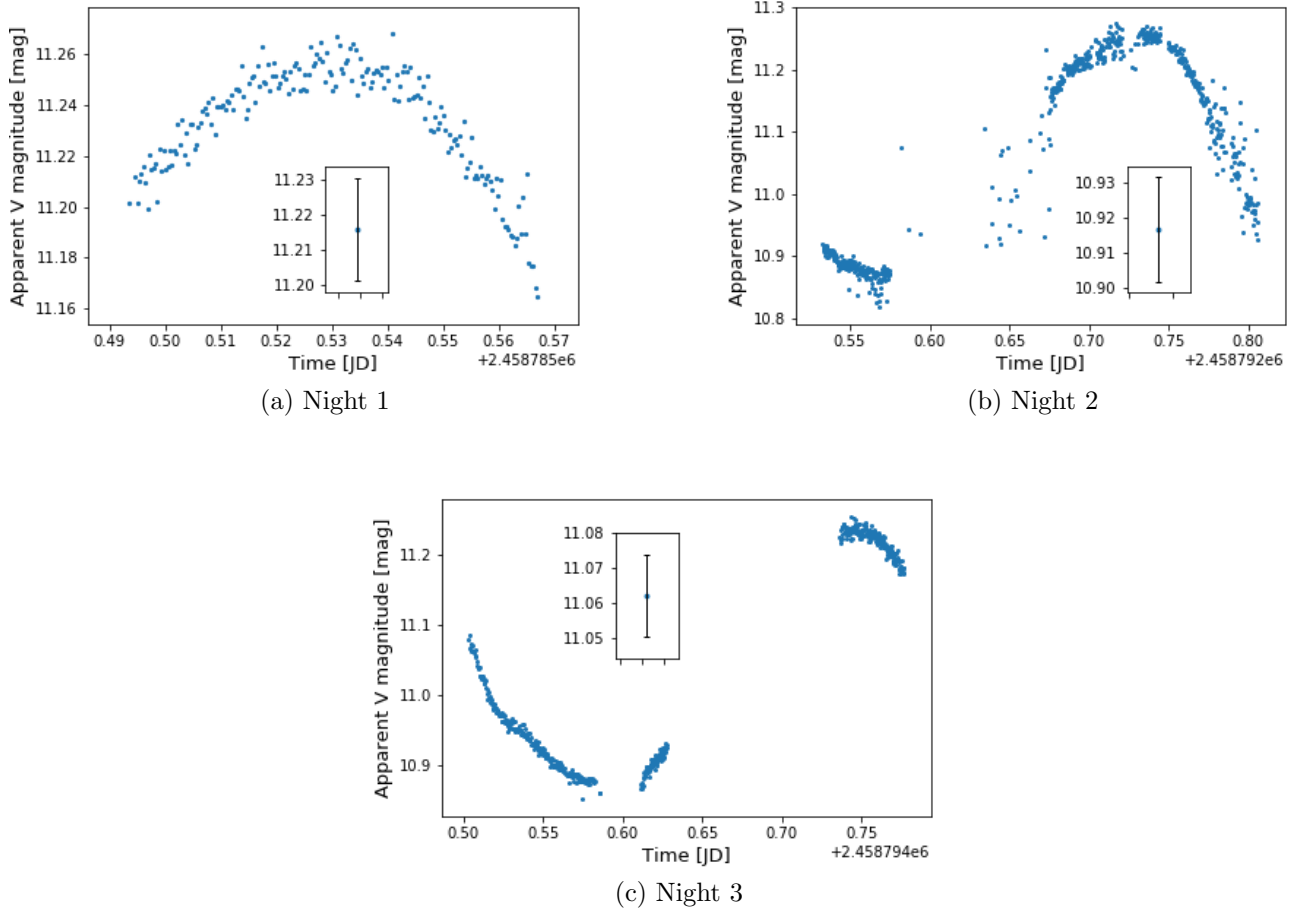 Apparent V magnitude [mag]
11.26
11.24
11.22
11.20
11.18
11.16
11.23
11.22
11.21
11.20
0.49 0.50 0.51 0.52 0.53 0.54 0.55 0.56 0.57
Time [JD]
+2.458785e6
(a) Night 1
Apparent V magnitude [mag]
11.3
11.2
11.1
11.0
10.9
10.8
10.93
10.92
10.91
10.90
0.55 0.60 0.65 0.70 0.75 0.80
Time [JD]
+2.458792e6
(b) Night 2
Apparent V magnitude [mag]
11.2
11.1
11.0
10.9
11.08
11.07
11.06
11.05
0.50 0.55 0.60 0.65 0.70 0.75
Time [JD]
+2.458794e6
(c) Night 3